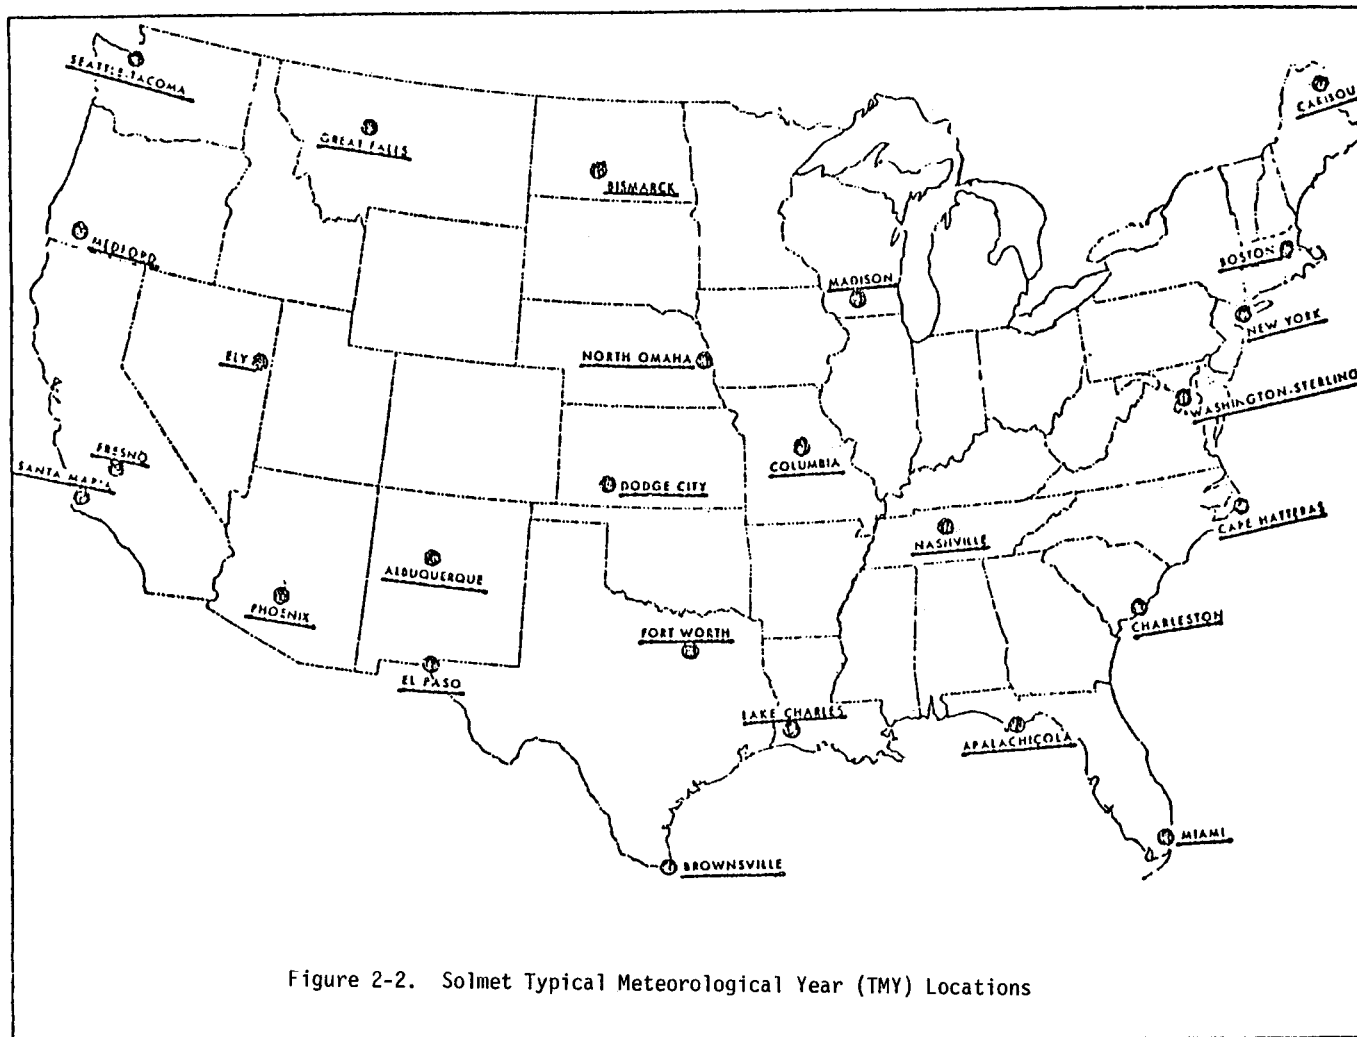 SEATTLE-TACOMA
GREAT FALLS
BISMARCK
CARIBOU
MEDFORD
MADISON
BOSTON
NEW YORK
ELY
NORTH OMAHA
WASHINGTON-STERLING
FRESNO
SANTA MARIA
COLUMBIA
DODGE CITY
CAPE HATTERAS
NASHVILLE
ALBUQUERQUE
PHOENIX
FORT WORTH
CHARLESTON
EL PASO
LAKE CHARLES
APALACHICOLA
MIAMI
BROWNSVILLE
Figure 2-2. Solmet Typical Meteorological Year (TMY) Locations